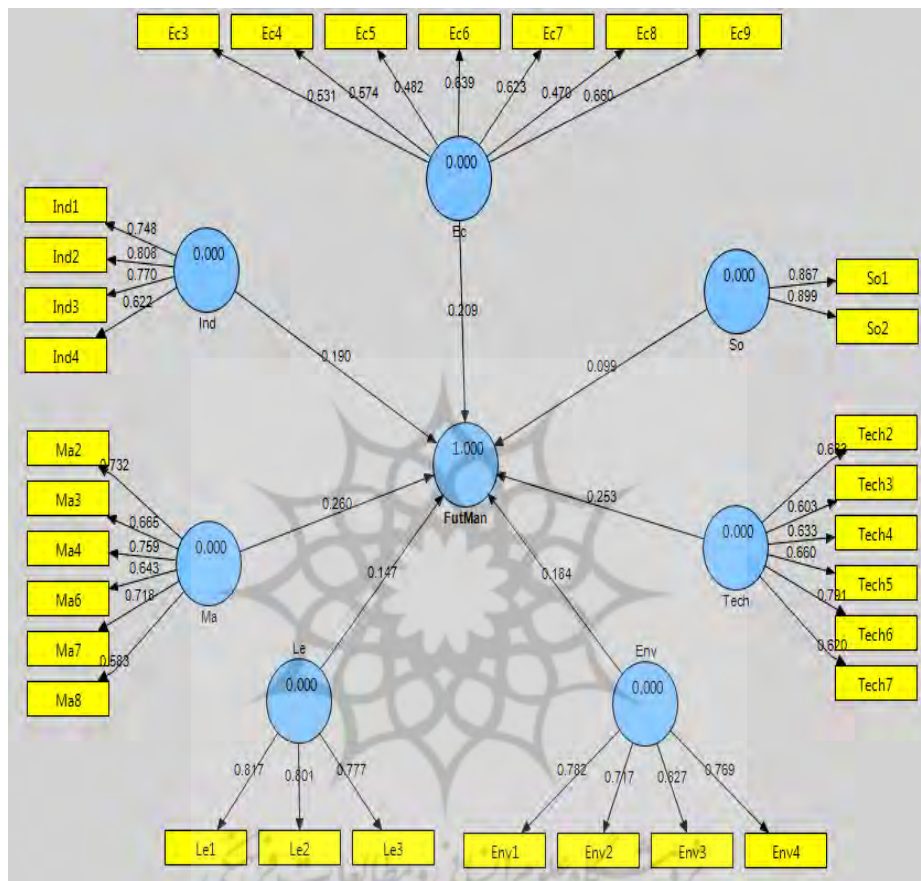 Ec3 Ec4 Ec5 Ec6 Ec7 Ec8 Ec9
0.531 0.574 0.482 0.639 0.623 0.470 0.660
0.000
Ec
Ind1
Ind2
Ind3
Ind4
0.748
0.808
0.770
0.622
0.000
Ind
0.000
So
0.867
0.899
So1
So2
0.209
0.190
0.099
1.000
FutMan
Ma2
Ma3
Ma4
Ma6
Ma7
Ma8
0.732
0.665
0.759
0.643
0.718
0.583
0.000
Ma
0.260
0.253
0.147
0.184
0.000
Tech
0.603
0.633
0.660
0.620
Tech2
Tech3
Tech4
Tech5
Tech6
Tech7
Le
0.000
0.817 0.801 0.777
Le1 Le2 Le3
Env
0.000
0.782 0.717 0.827 0.769
Env1 Env2 Env3 Env4